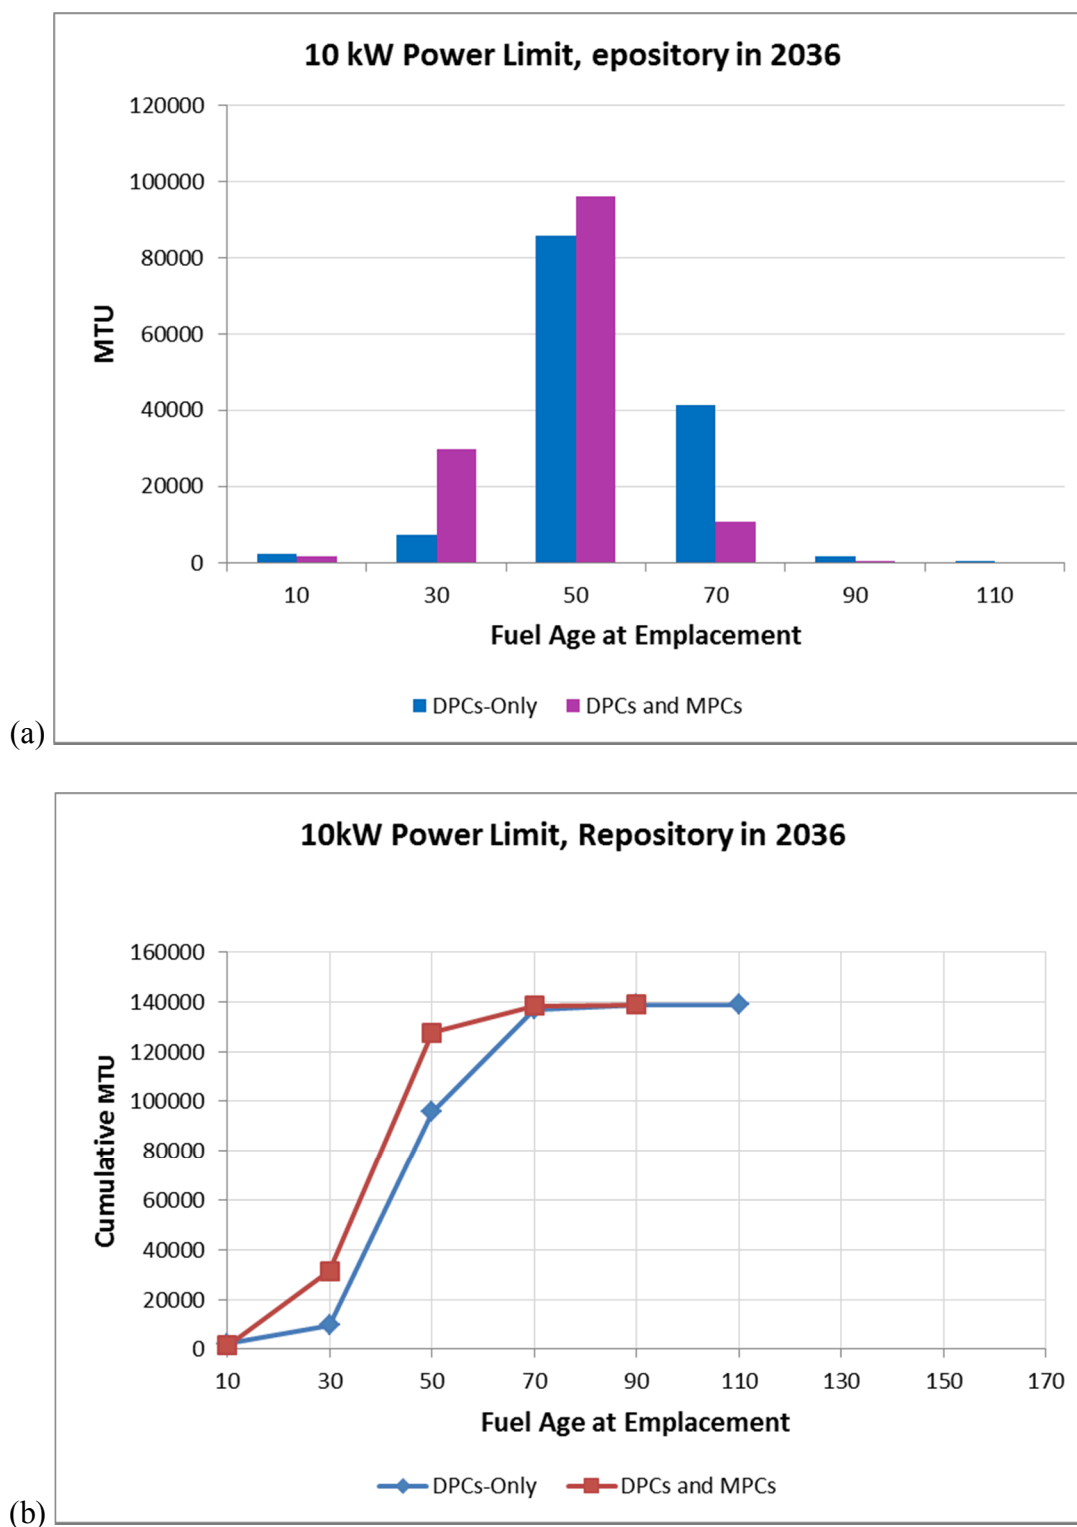 10 kW Power Limit, epository in 2036
120000
100000
80000
60000
40000
20000
0
MTU
10 30 50 70 90 110
Fuel Age at Emplacement
DPCs-Only DPCs and MPCs
(a)
10kW Power Limit, Repository in 2036
160000
140000
120000
100000
80000
60000
40000
20000
0
Cumulative MTU
10 30 50 70 90 110 130 150 170
Fuel Age at Emplacement
DPCs-Only DPCs and MPCs
(b)